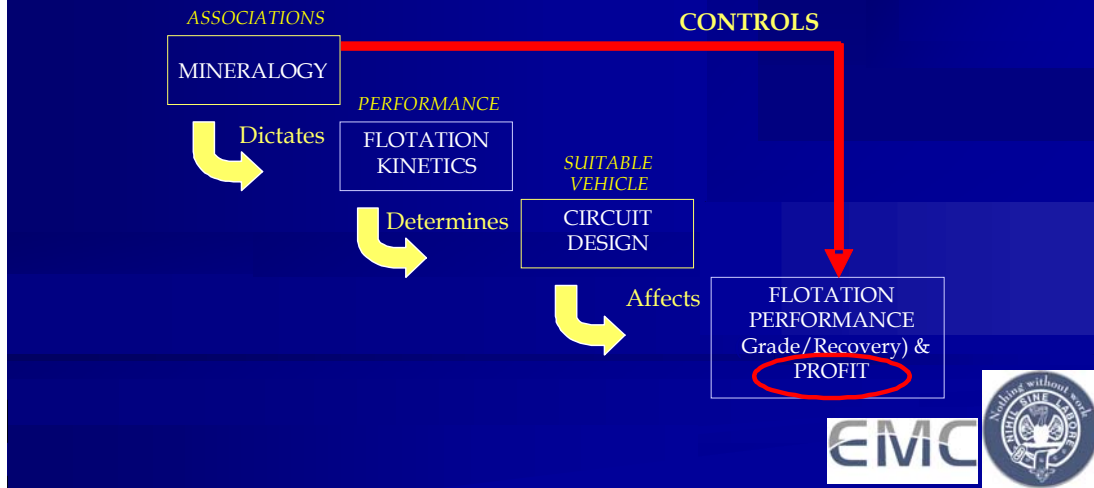 ASSOCIATIONS
CONTROLS
MINERALOGY
PERFORMANCE
Dictates
FLOTATION
KINETICS
SUITABLE
VEHICLE
Determines
CIRCUIT
DESIGN
Affects
FLOTATION
PERFORMANCE
Grade/Recovery) &
PROFIT
EMC
Nothing without work
NIHIL SINE LABORE